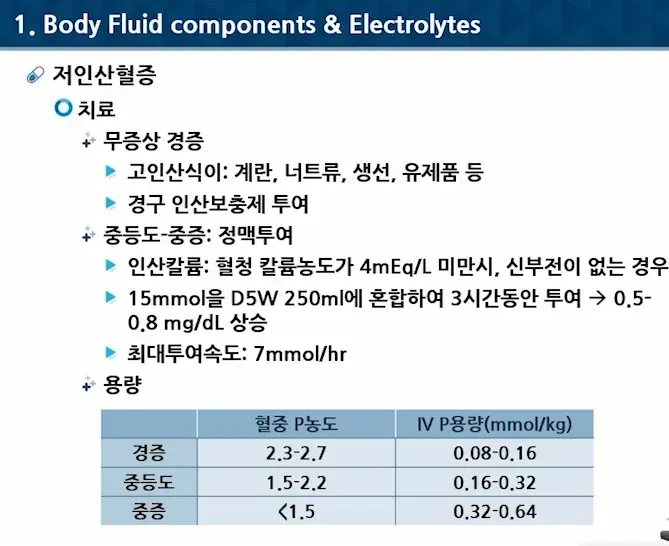 1. Body Fluid components & Electrolytes
저인산혈증
치료
무증상 경증
고인산식이: 계란, 너트류, 생선, 유제품 등
경구 인산보충제 투여
중등도-중증: 정맥투여
인산칼륨: 혈청 칼륨농도가 4mEq/L 미만시, 신부전이 없는 경우
15mmol을 D5W 250ml에 혼합하여 3시간동안 투여 → 0.5-
0.8 mg/dL 상승
최대투여속도: 7mmol/hr
용량
혈중 P농도 IV P용량(mmol/kg)
경증 2.3-2.7 0.08-0.16
중등도 1.5-2.2 0.16-0.32
중증 <1.5 0.32-0.64